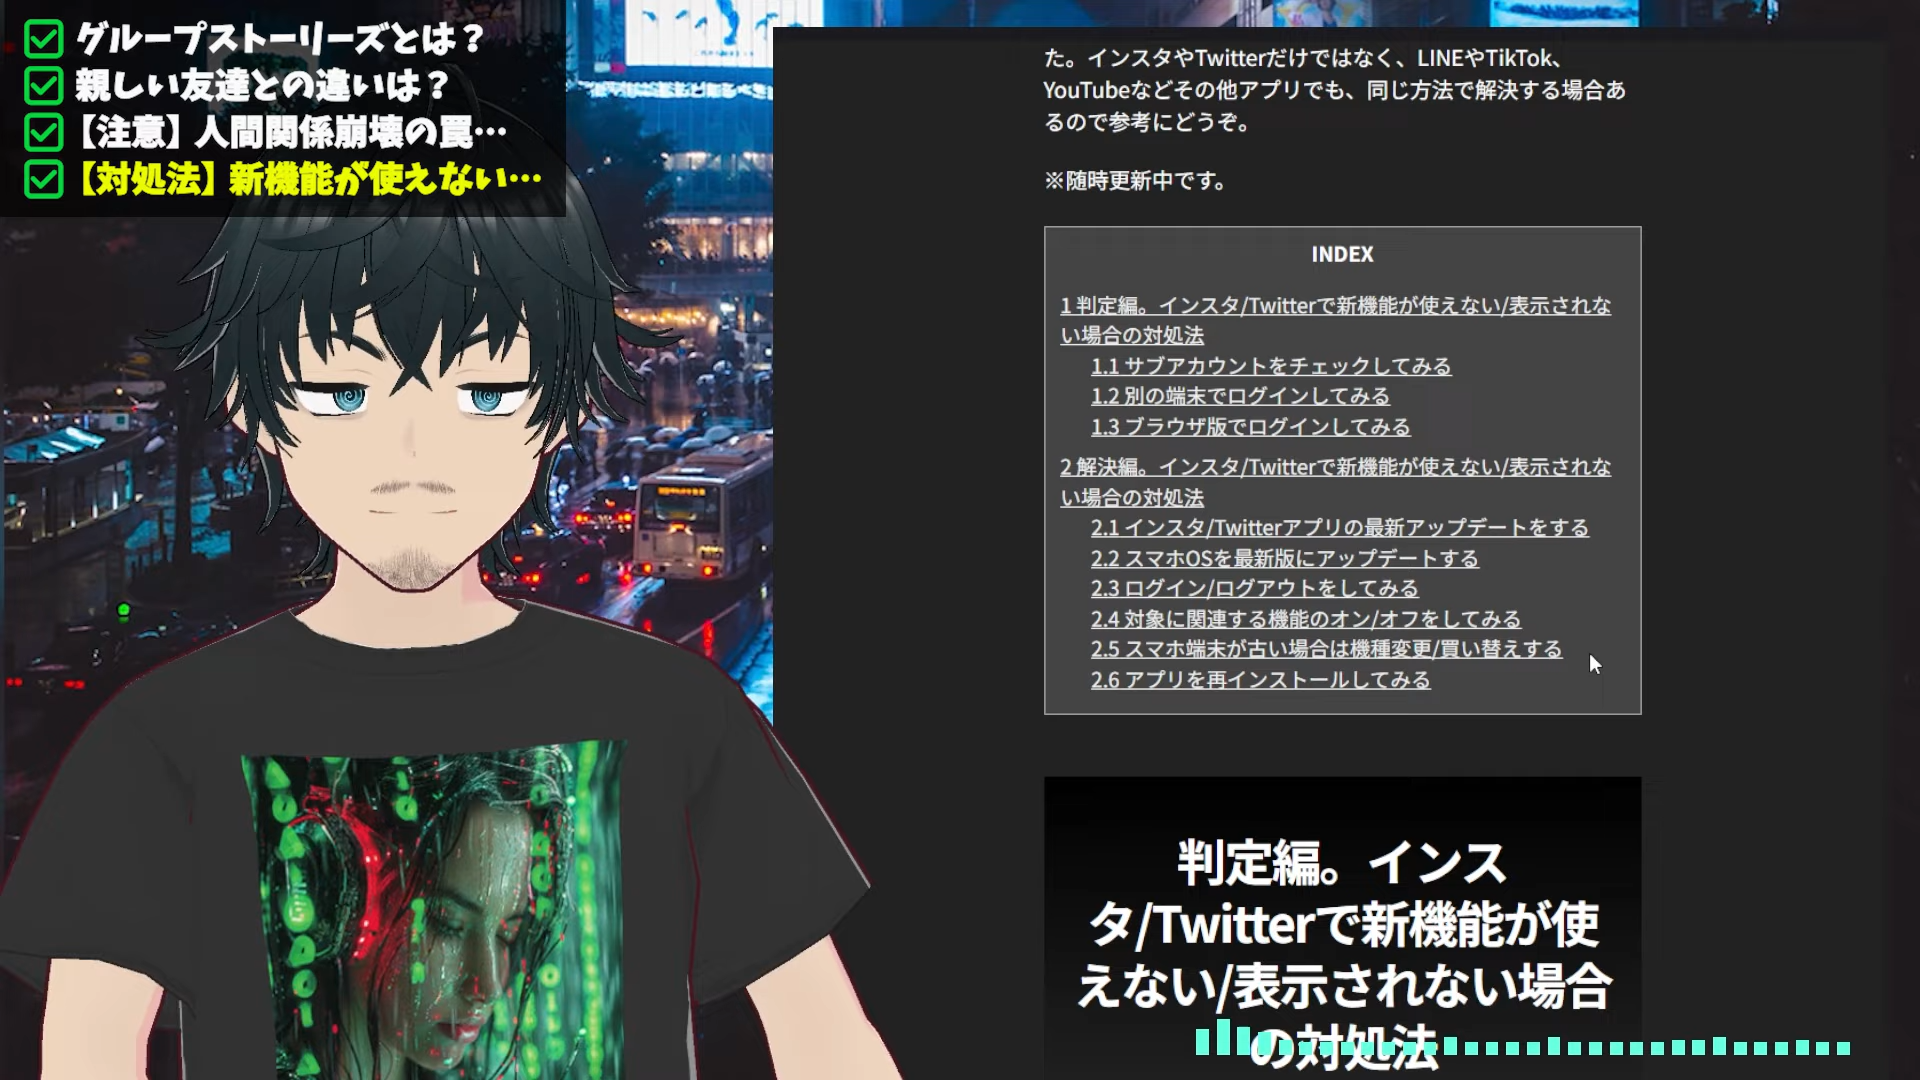 グループストーリーズとは？
親しい友達との違いは？
【注意】人間関係崩壊の罠…
【対処法】新機能が使えない…
た。インスタやTwitterだけではなく、LINEやTikTok、
YouTubeなどその他アプリでも、同じ方法で解決する場合あ
るので参考にどうぞ。
※随時更新中です。
INDEX
1 判定編。インスタ/Twitterで新機能が使えない/表示されな
い場合の対処法
1.1 サブアカウントをチェックしてみる
1.2 別の端末でログインしてみる
1.3 ブラウザ版でログインしてみる
2 解決編。インスタ/Twitterで新機能が使えない/表示されな
い場合の対処法
2.1 インスタ/Twitterアプリの最新アップデートをする
2.2 スマホOSを最新版にアップデートする
2.3 ログイン/ログアウトをしてみる
2.4 対象に関連する機能のオン/オフをしてみる
2.5 スマホ端末が古い場合は機種変更/買い替えする
2.6 アプリを再インストールしてみる
判定編。インス
タ/Twitterで新機能が使
えない/表示されない場合
の対処法